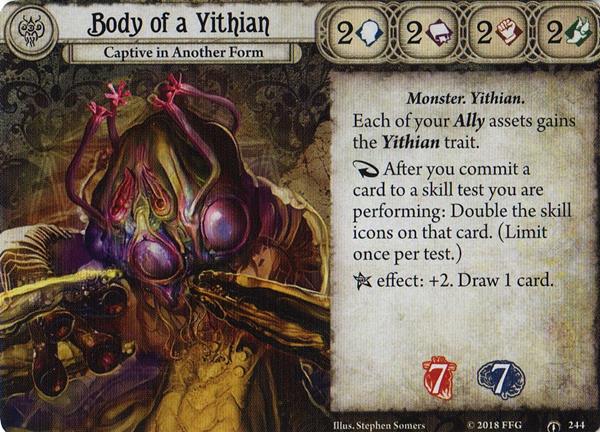 Body of a Yithian
Captive in Another Form
2 2 2 2
Monster. Yithian.
Each of your Ally assets gains
the Yithian trait.
After you commit a
card to a skill test you are
performing: Double the skill
icons on that card. (Limit
once per test.)
effect: +2. Draw 1 card.
7 7
Illus. Stephen Somers © 2018 FFG 244